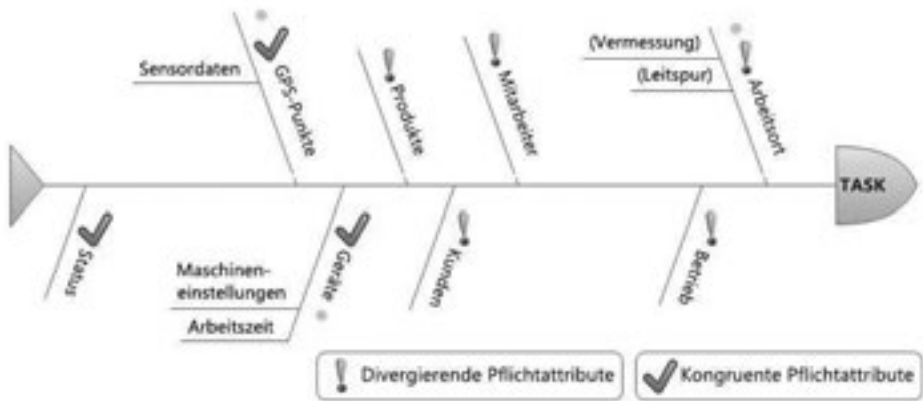 (Vermessung)
(Leitspur)
Sensordaten
GPS-Punkte
Produkte
Mitarbeiter
Arbeitsort
TASK
Status
Maschinen-
einstellungen
Arbeitszeit
Geräte
Kunden
Betrieb
Divergierende Pflichtattribute
Kongruente Pflichtattribute